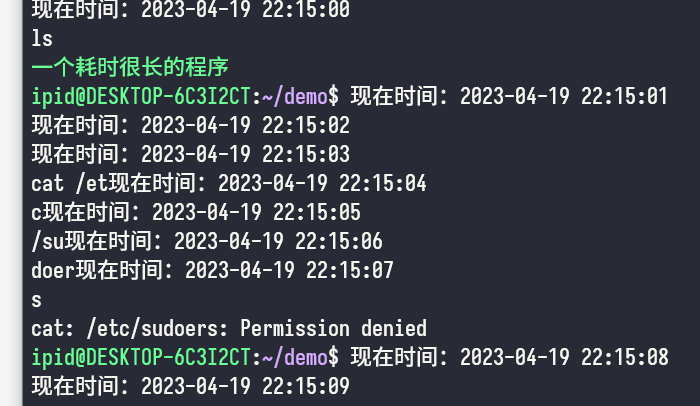 现在时间：2023-04-19 22:15:00
ls
一个耗时很长的程序
ipid@DESKTOP-6C3I2CT:~/demo$ 现在时间：2023-04-19 22:15:01
现在时间：2023-04-19 22:15:02
现在时间：2023-04-19 22:15:03
cat /et现在时间：2023-04-19 22:15:04
c现在时间：2023-04-19 22:15:05
/su现在时间：2023-04-19 22:15:06
doer现在时间：2023-04-19 22:15:07
s
cat: /etc/sudoers: Permission denied
ipid@DESKTOP-6C3I2CT:~/demo$ 现在时间：2023-04-19 22:15:08
现在时间：2023-04-19 22:15:09